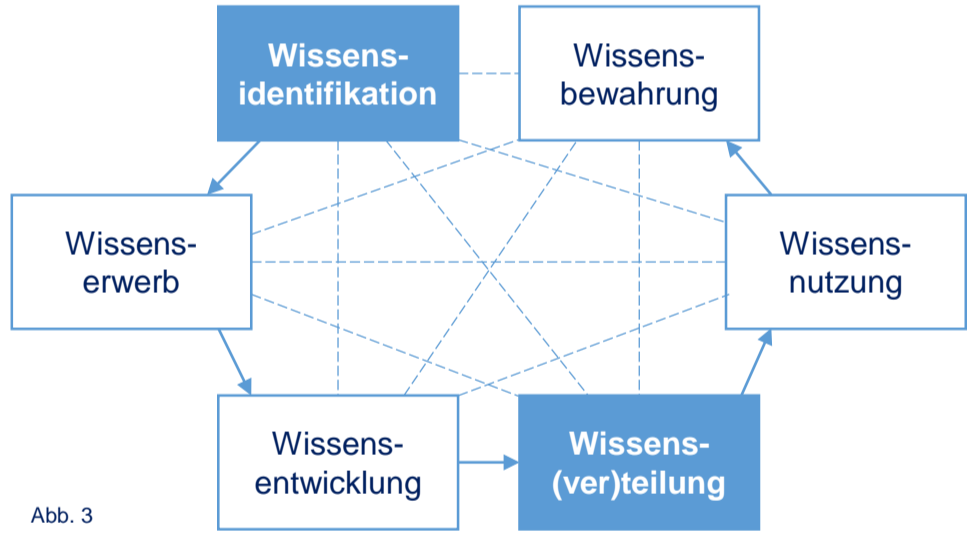 Wissens-
identifikation
Wissens-
bewahrung
Wissens-
erwerb
Wissens-
nutzung
Wissens-
entwicklung
Wissens-
(ver)teilung
Abb. 3